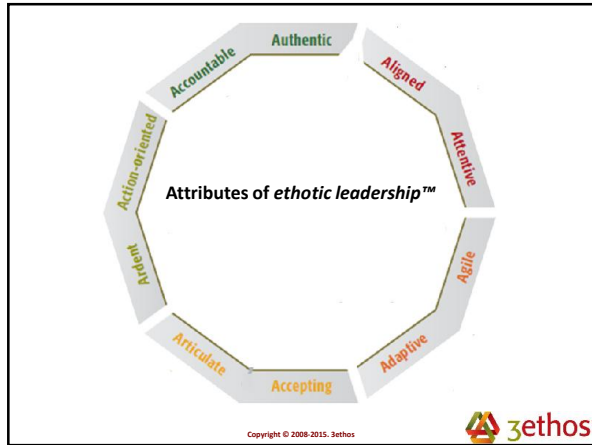 Authentic
Aligned
Attentive
Agile
Adaptive
Accepting
Articulate
Ardent
Action-oriented
Accountable
Attributes of ethotic leadership™
Copyright © 2008-2015. 3ethos
3ethos